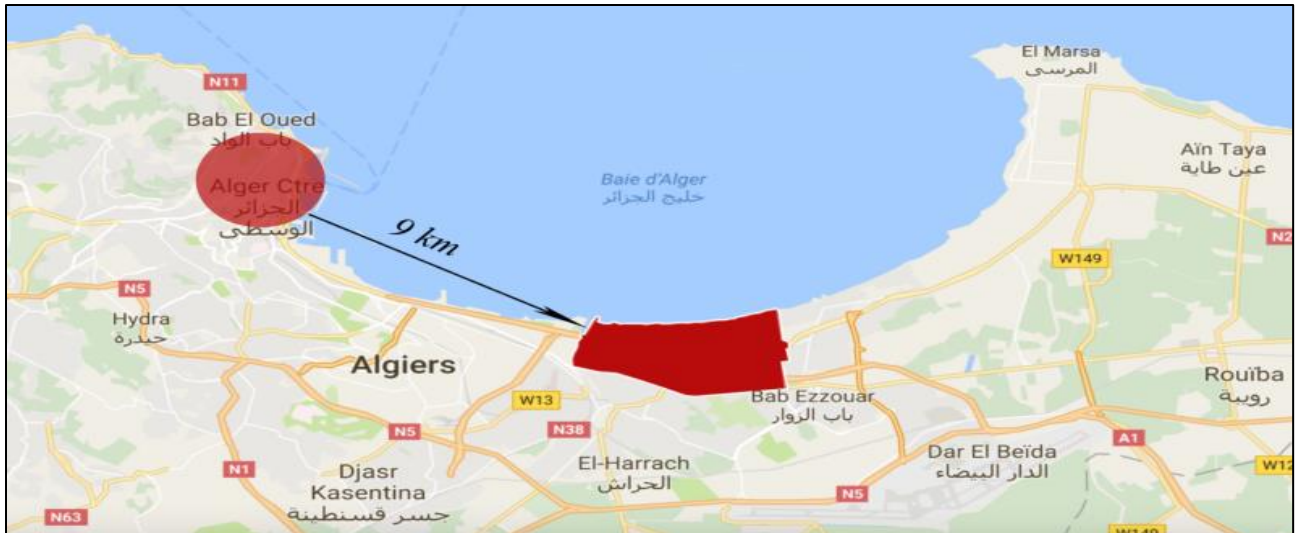 El Marsa
المرسى
N11
Bab El Oued
باب الواد
Aïn Taya
عين طاية
Baie d'Alger
خليج الجزائر
Alger Ctre
الجزائر
الوسطى
9 km
N2
W149
N5
Hydra
حيدرة
Algiers
Rouïba
رويبة
W13
Bab Ezzouar
باب الزوار
N38
N5
A1
El-Harrach
الحراش
Dar El Beïda
الدار البيضاء
N1
Djasr
Kasentina
جسر قسنطينة
W12
N5
N63
W149